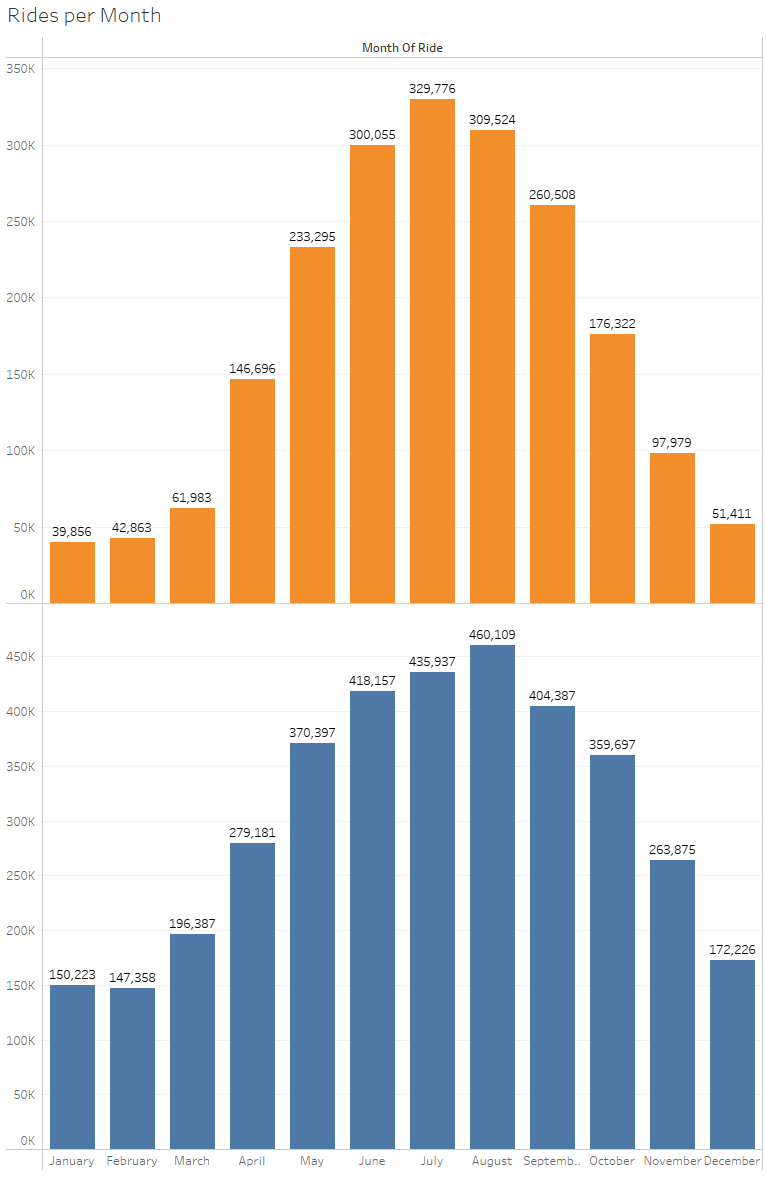 Rides per Month
Month Of Ride
350K
300K
250K
200K
150K
100K
50K
0K
39,856
42,863
61,983
146,696
233,295
300,055
329,776
309,524
260,508
176,322
97,979
51,411
450K
400K
350K
300K
250K
200K
150K
100K
50K
0K
150,223
147,358
196,387
279,181
370,397
418,157
435,937
460,109
404,387
359,697
263,875
172,226
January February March April May June July August Septemb.. October November December